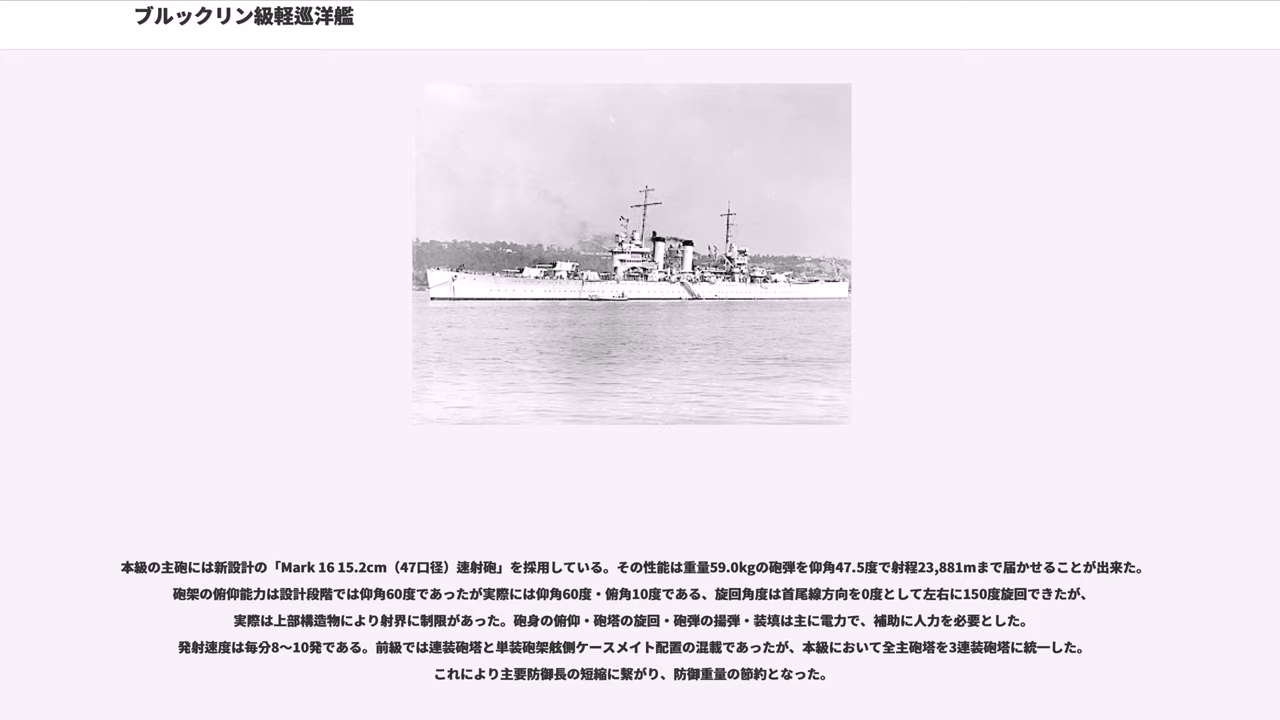 ブルックリン級軽巡洋艦
本級の主砲には新設計の「Mark 16 15.2cm（47口径）速射砲」を採用している。その性能は重量59.0kgの砲弾を仰角47.5度で射程23,881mまで届かせることが出来た。
砲架の俯仰能力は設計段階では仰角60度であったが実際には仰角60度・俯角10度である、旋回角度は首尾線方向を0度として左右に150度旋回できたが、
実際は上部構造物により射界に制限があった。砲身の俯仰・砲塔の旋回・砲弾の揚弾・装填は主に電力で、補助に人力を必要とした。
発射速度は毎分8～10発である。前級では連装砲塔と単装砲架舷側ケースメイト配置の混載であったが、本級において全主砲塔を3連装砲塔に統一した。
これにより主要防御長の短縮に繋がり、防御重量の節約となった。